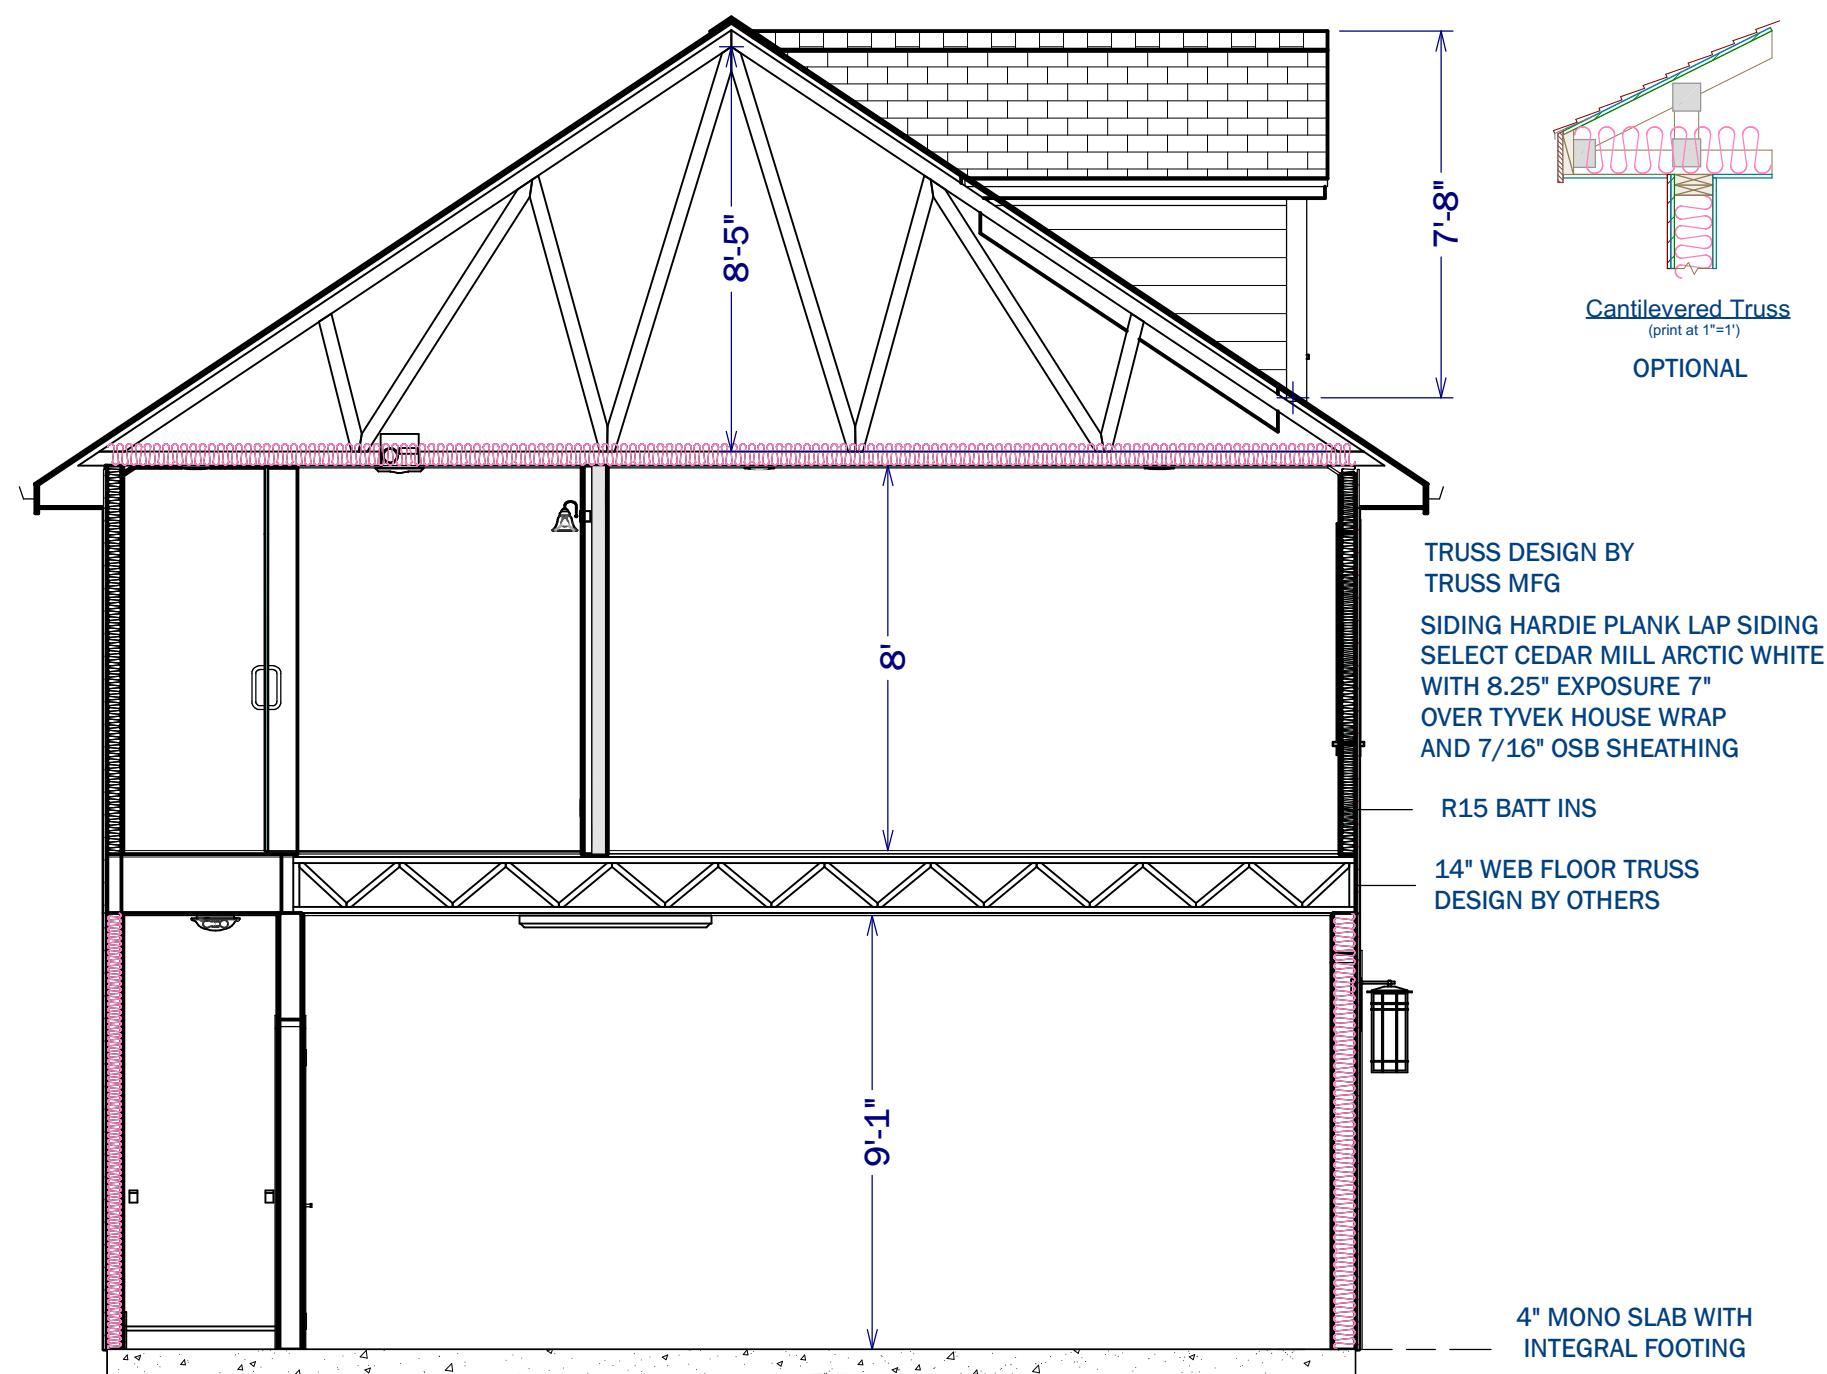 8'-5"
7'-8"
Cantilevered Truss
(print at 1"=1')
OPTIONAL
TRUSS DESIGN BY
TRUSS MFG
SIDING HARDIE PLANK LAP SIDING
SELECT CEDAR MILL ARCTIC WHITE
WITH 8.25" EXPOSURE 7"
OVER TYVEK HOUSE WRAP
AND 7/16" OSB SHEATHING
8'
R15 BATT INS
14" WEB FLOOR TRUSS
DESIGN BY OTHERS
9'-1"
4" MONO SLAB WITH
INTEGRAL FOOTING